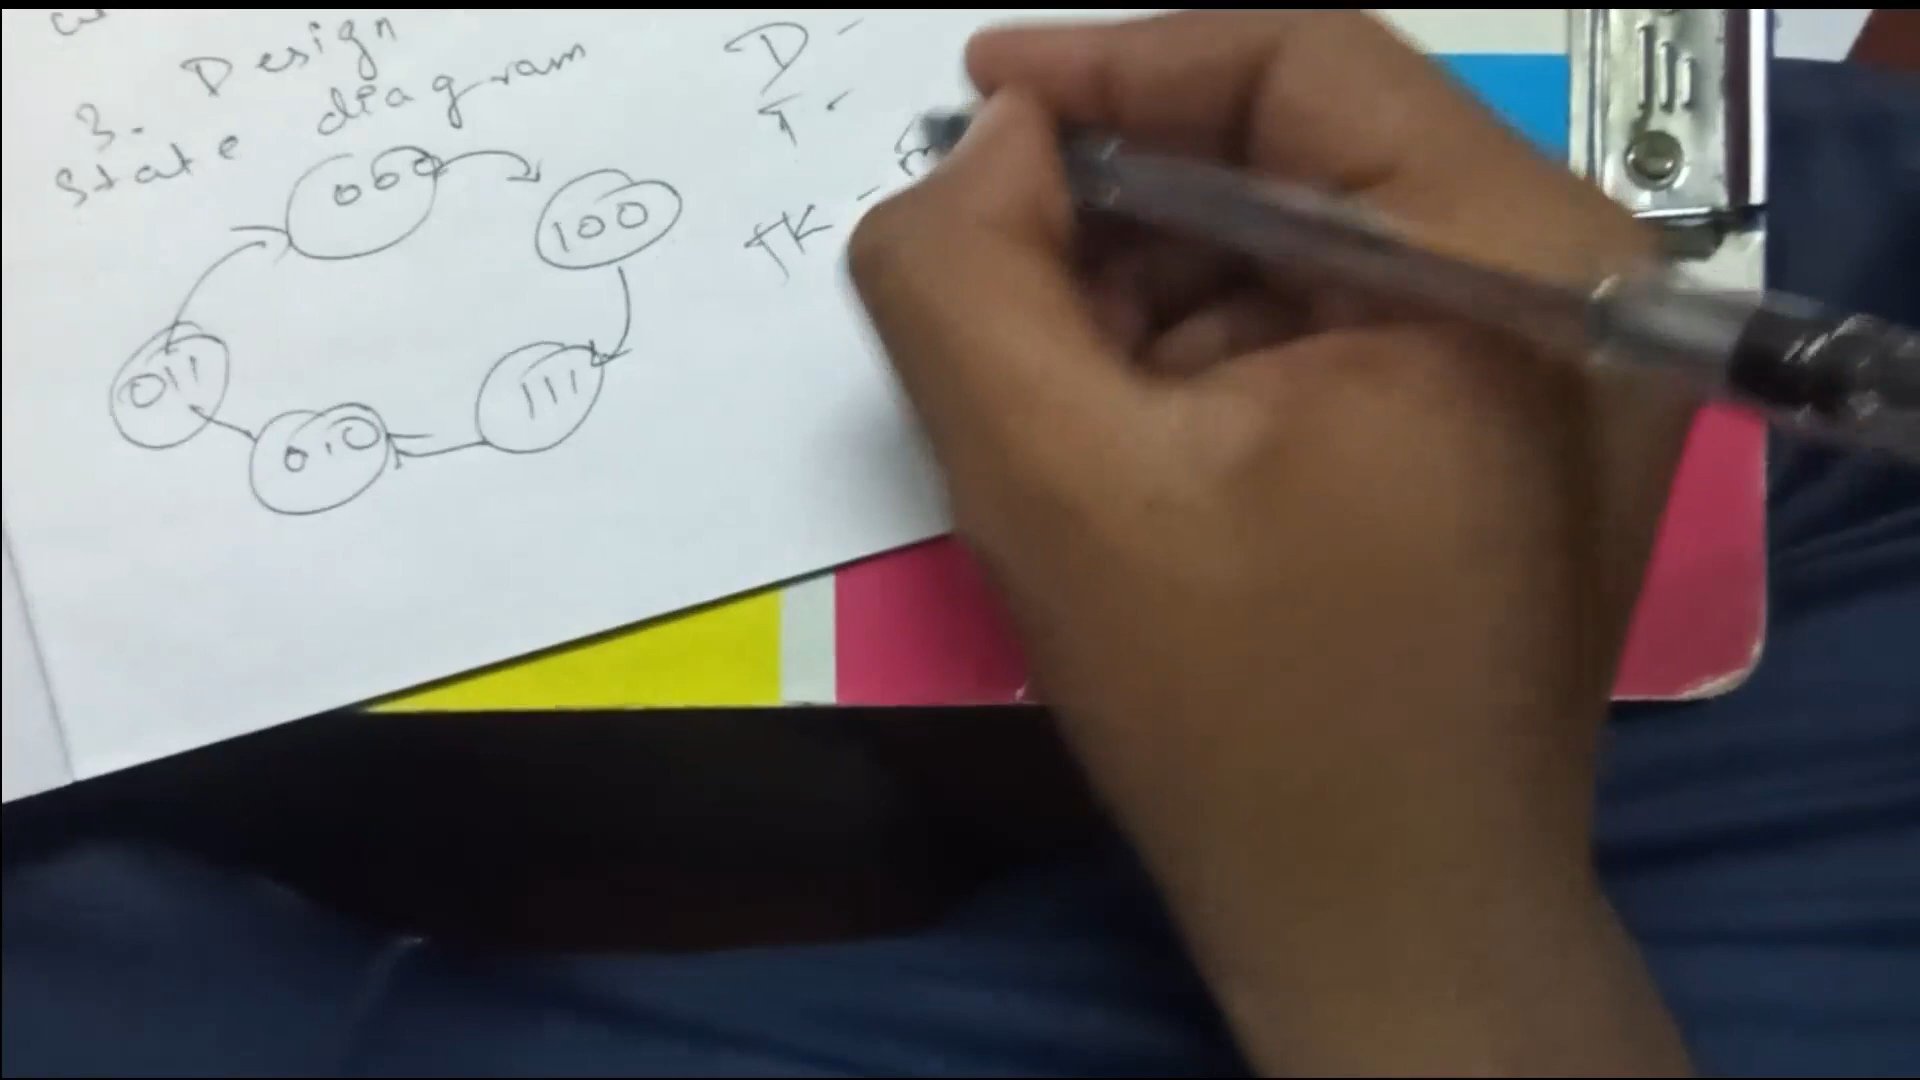 3. Design
State diagram
000
100
111
010
011
D -
T -
JK -